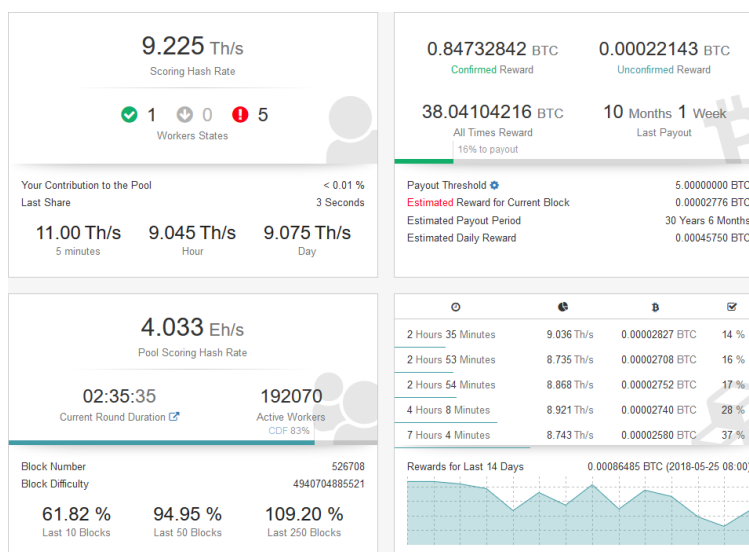 9.225 Th/s
Scoring Hash Rate
1 0 5
Workers States
Your Contribution to the Pool < 0.01 %
Last Share 3 Seconds
11.00 Th/s 9.045 Th/s 9.075 Th/s
5 minutes Hour Day
0.84732842 BTC 0.00022143 BTC
Confirmed Reward Unconfirmed Reward
38.04104216 BTC 10 Months 1 Week
All Times Reward Last Payout
16% to payout
Payout Threshold 5.00000000 BTC
Estimated Reward for Current Block 0.00002776 BTC
Estimated Payout Period 30 Years 6 Months
Estimated Daily Reward 0.00045750 BTC
4.033 Eh/s
Pool Scoring Hash Rate
02:35:35 192070
Current Round Duration Active Workers
CDF 83%
Block Number 526708
Block Difficulty 4940704885521
61.82 % 94.95 % 109.20 %
Last 10 Blocks Last 50 Blocks Last 250 Blocks
2 Hours 35 Minutes 9.036 Th/s 0.00002827 BTC 14 %
2 Hours 53 Minutes 8.735 Th/s 0.00002708 BTC 16 %
2 Hours 54 Minutes 8.868 Th/s 0.00002752 BTC 17 %
4 Hours 8 Minutes 8.921 Th/s 0.00002740 BTC 28 %
7 Hours 4 Minutes 8.743 Th/s 0.00002580 BTC 37 %
Rewards for Last 14 Days 0.00086485 BTC (2018-05-25 08:00)